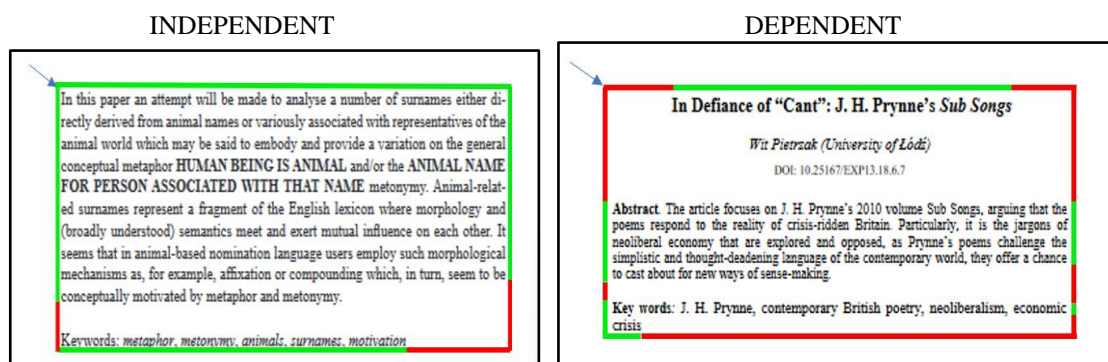 INDEPENDENT
In this paper an attempt will be made to analyse a number of surnames either di-
rectly derived from animal names or variously associated with representatives of the
animal world which may be said to embody and provide a variation on the general
conceptual metaphor HUMAN BEING IS ANIMAL and/or the ANIMAL NAME
FOR PERSON ASSOCIATED WITH THAT NAME metonymy. Animal-relat-
ed surnames represent a fragment of the English lexicon where morphology and
(broadly understood) semantics meet and exert mutual influence on each other. It
seems that in animal-based nomination language users employ such morphological
mechanisms as, for example, affixation or compounding which, in turn, seem to be
conceptually motivated by metaphor and metonymy.
Keywords: metaphor, metonymy, animals, surnames, motivation
DEPENDENT
In Defiance of “Cant”: J. H. Prynne’s Sub Songs
Wit Pietrzak (University of Łódź)
DOI: 10.25167/EXP13.18.6.7
Abstract. The article focuses on J. H. Prynne’s 2010 volume Sub Songs, arguing that the
poems respond to the reality of crisis-ridden Britain. Particularly, it is the jargons of
neoliberal economy that are explored and opposed, as Prynne’s poems challenge the
simplistic and thought-deadening language of the contemporary world, they offer a chance
to cast about for new ways of sense-making.
Key words: J. H. Prynne, contemporary British poetry, neoliberalism, economic
crisis